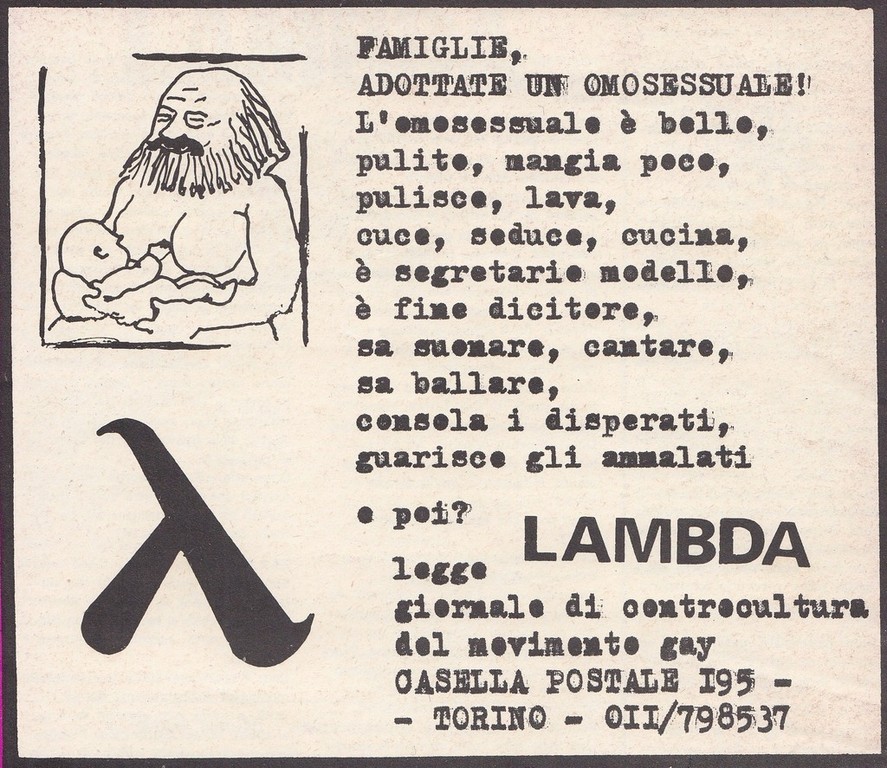 FAMIGLIE,
ADOTTATE UN OMOSESSUALE!
L'omosessuale è bello,
pulito, mangia poco,
pulisce, lava,
cuce, seduce, cucina,
è segretario modello,
è fine dicitore,
sa suonare, cantare,
sa ballare,
consola i disperati,
guarisce gli ammalati
e poi?
legge LAMBDA
giornale di controcultura
del movimento gay
CASELLA POSTALE 195 -
- TORINO - 011/798537
λ